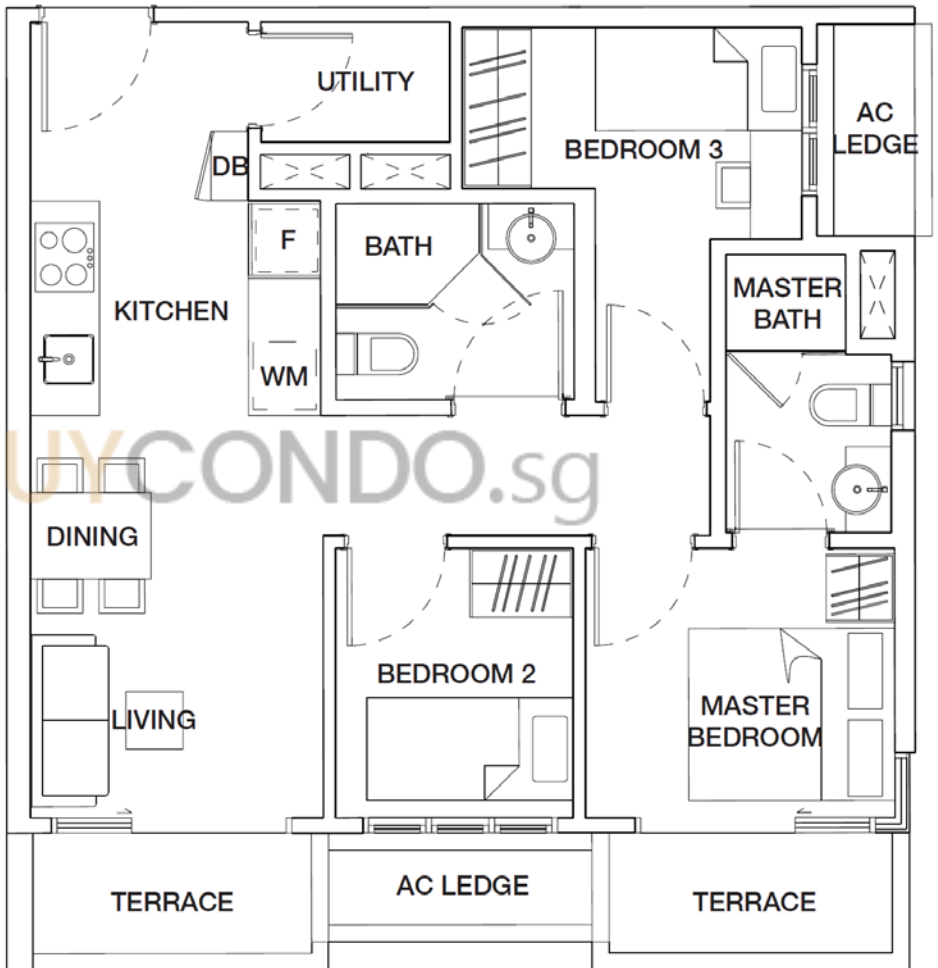 UTILITY
AC
LEDGE
BEDROOM 3
DB
F
BATH
MASTER
BATH
KITCHEN
WM
UYCONDO.sg
DINING
BEDROOM 2
LIVING
MASTER
BEDROOM
TERRACE
AC LEDGE
TERRACE